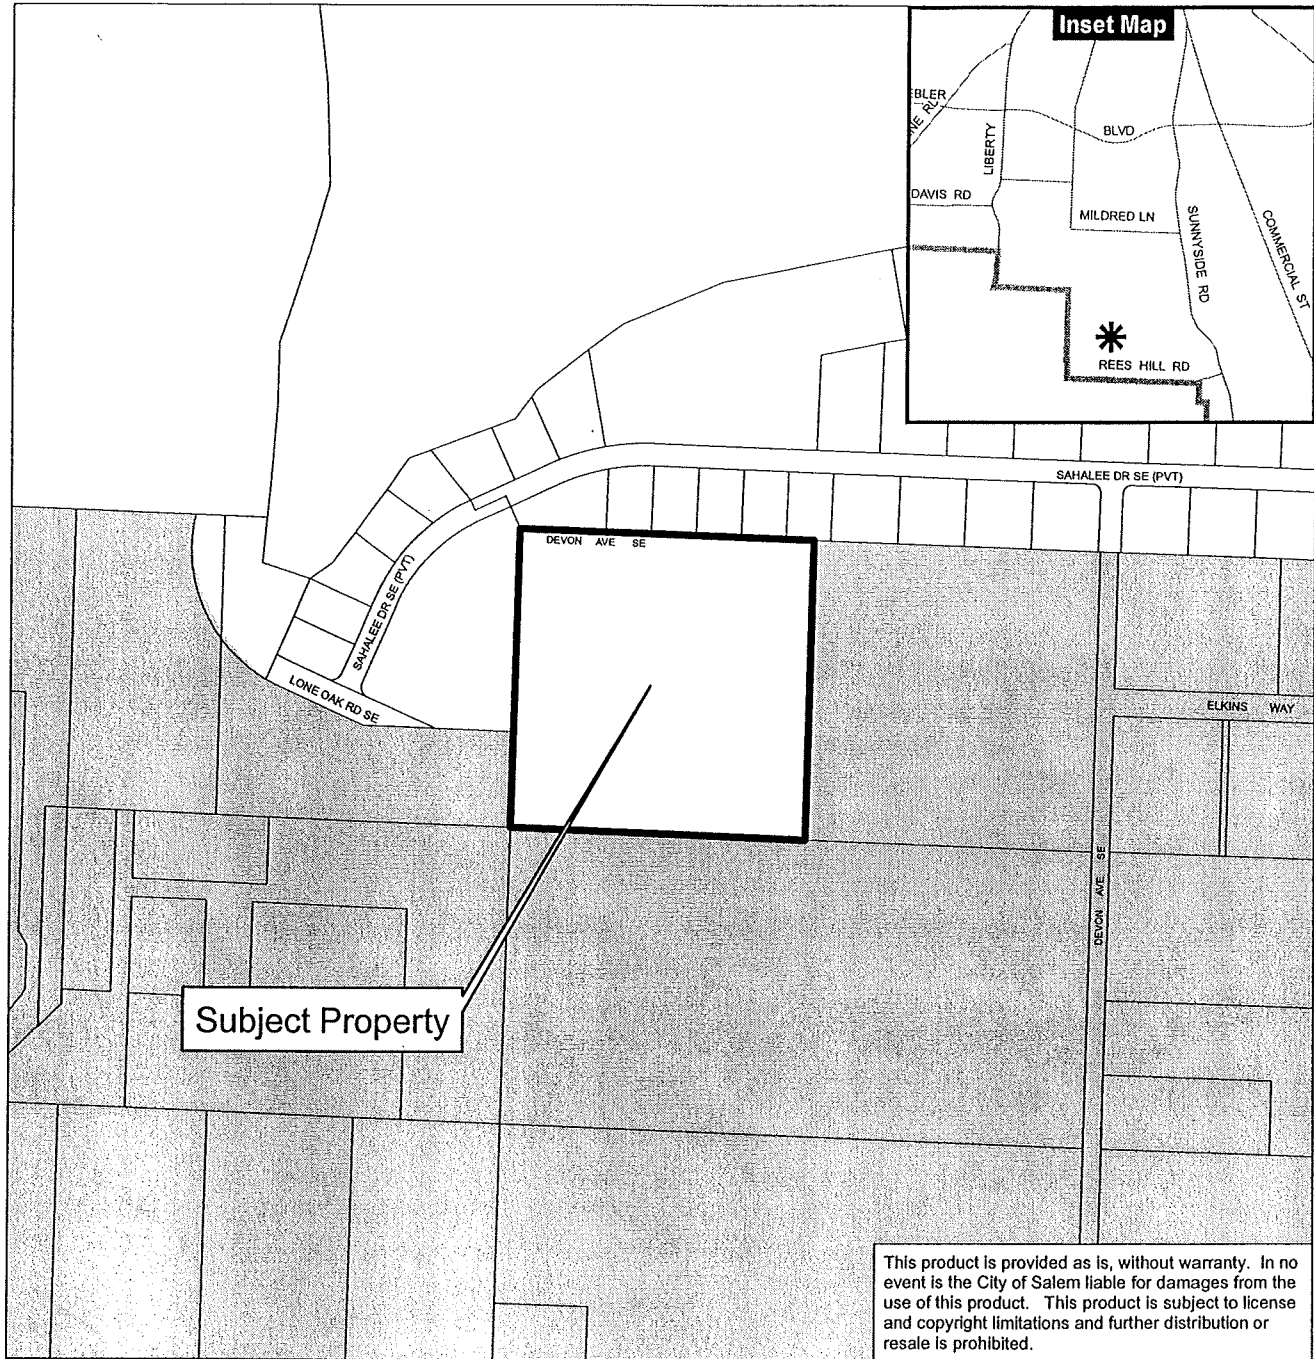 Inset Map
EBLER
NE RD
BLVD
LIBERTY
DAVIS RD
MILDRED LN
SUNNYSIDE RD
COMMERCIAL ST
REES HILL RD
SAHALEE DR SE (PVT)
DEVON AVE SE
SAHALEE DR SE (PVT)
LONE OAK RD SE
ELKINS WAY
DEVON AVE SE
Subject Property
This product is provided as is, without warranty. In no
event is the City of Salem liable for damages from the
use of this product. This product is subject to license
and copyright limitations and further distribution or
resale is prohibited.